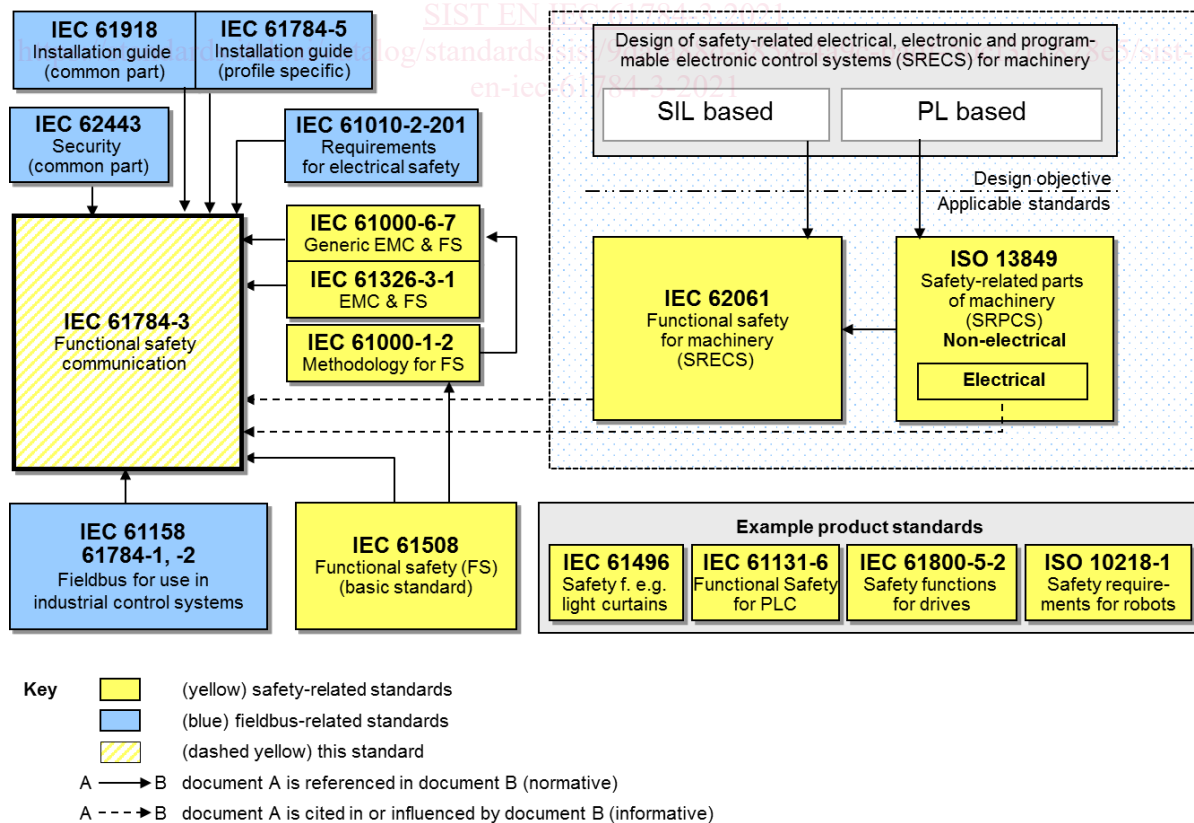 SIST EN IEC 61784-3:2021
en-iec-61784-3-2021
IEC 61918
Installation guide
(common part)
IEC 61784-5
Installation guide
(profile specific)
IEC 62443
Security
(common part)
IEC 61010-2-201
Requirements
for electrical safety
IEC 61000-6-7
Generic EMC & FS
IEC 61326-3-1
EMC & FS
IEC 61000-1-2
Methodology for FS
IEC 61784-3
Functional safety
communication
Design of safety-related electrical, electronic and program-
mable electronic control systems (SRECS) for machinery
SIL based
PL based
Design objective
Applicable standards
IEC 62061
Functional safety
for machinery
(SRECS)
ISO 13849
Safety-related parts
of machinery
(SRPCS)
Non-electrical
Electrical
IEC 61158
61784-1, -2
Fieldbus for use in
industrial control systems
IEC 61508
Functional safety (FS)
(basic standard)
Example product standards
IEC 61496
Safety f. e.g.
light curtains
IEC 61131-6
Functional Safety
for PLC
IEC 61800-5-2
Safety functions
for drives
ISO 10218-1
Safety require-
ments for robots
Key
(yellow) safety-related standards
(blue) fieldbus-related standards
(dashed yellow) this standard
A B document A is referenced in document B (normative)
A B document A is cited in or influenced by document B (informative)